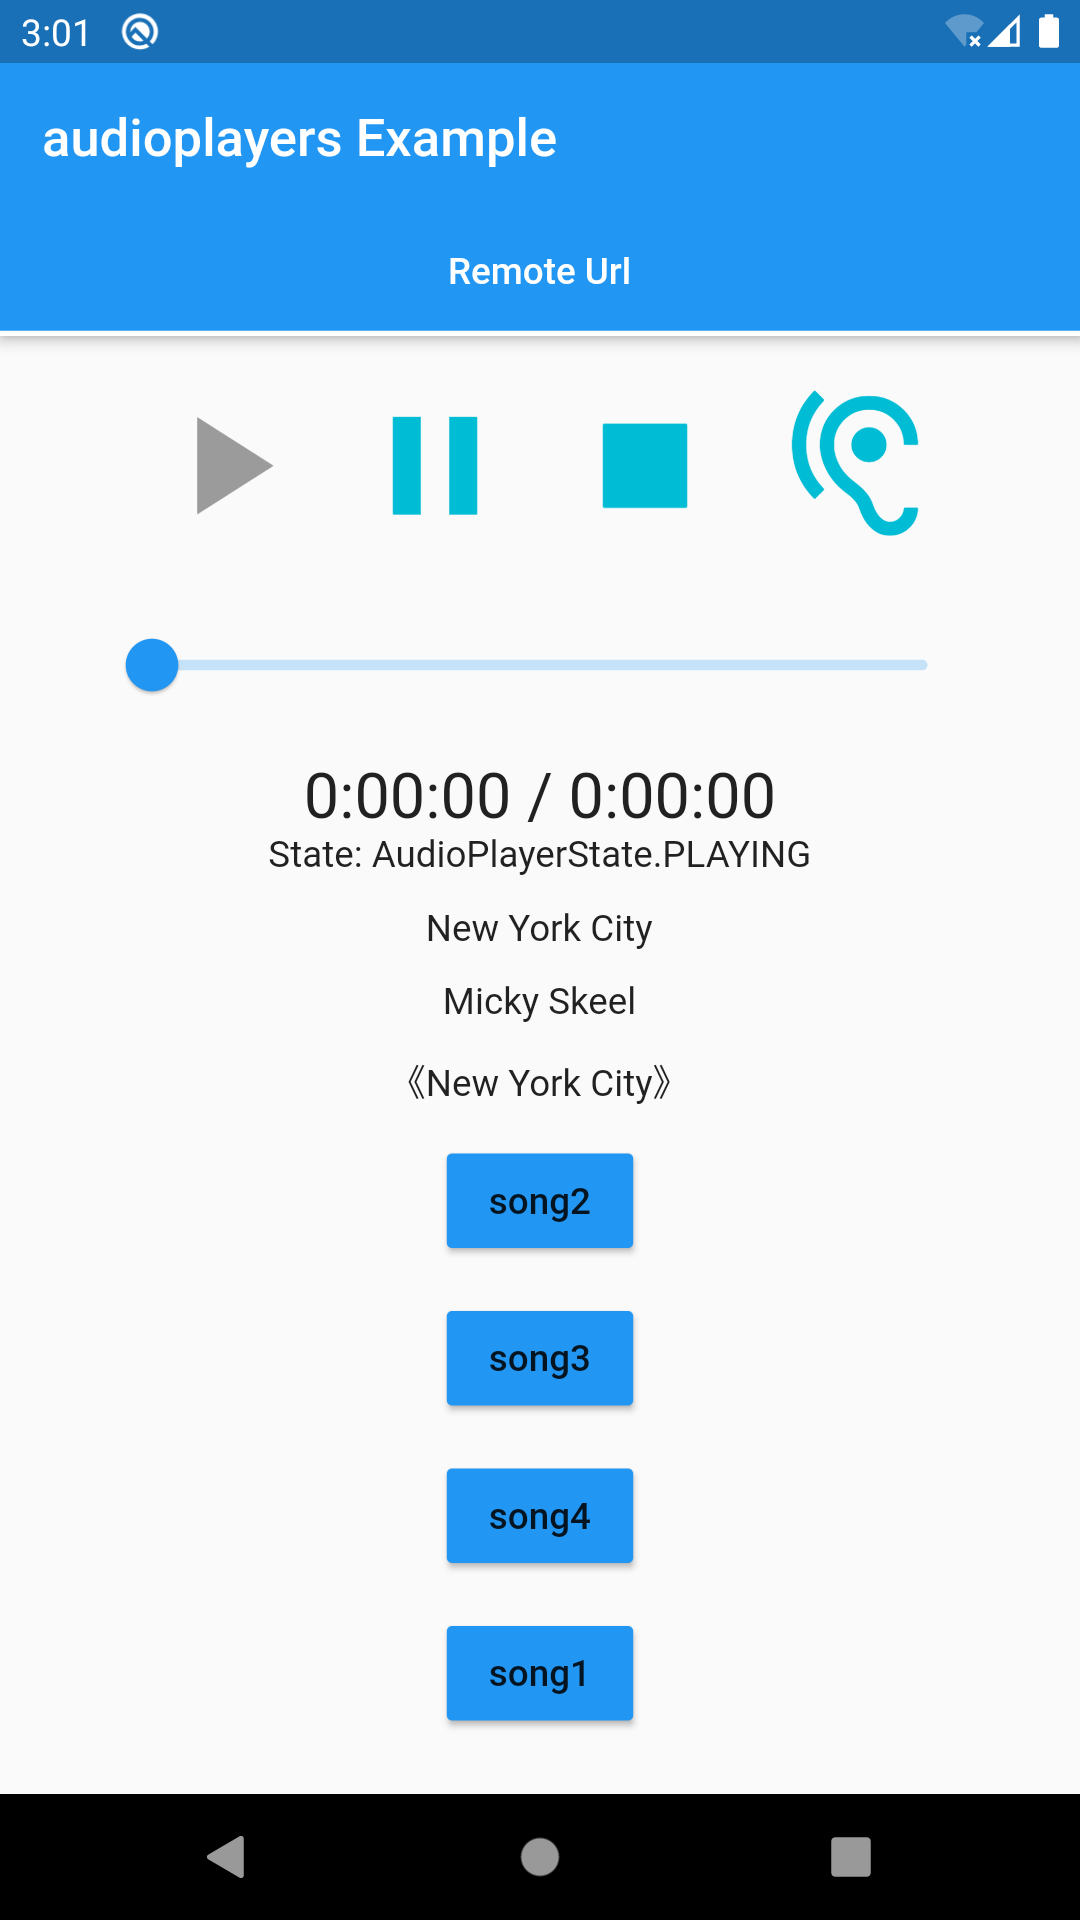 3:01
audioplayers Example
Remote Url
0:00:00 / 0:00:00
State: AudioPlayerState.PLAYING
New York City
Micky Skeel
《New York City》
song2
song3
song4
song1